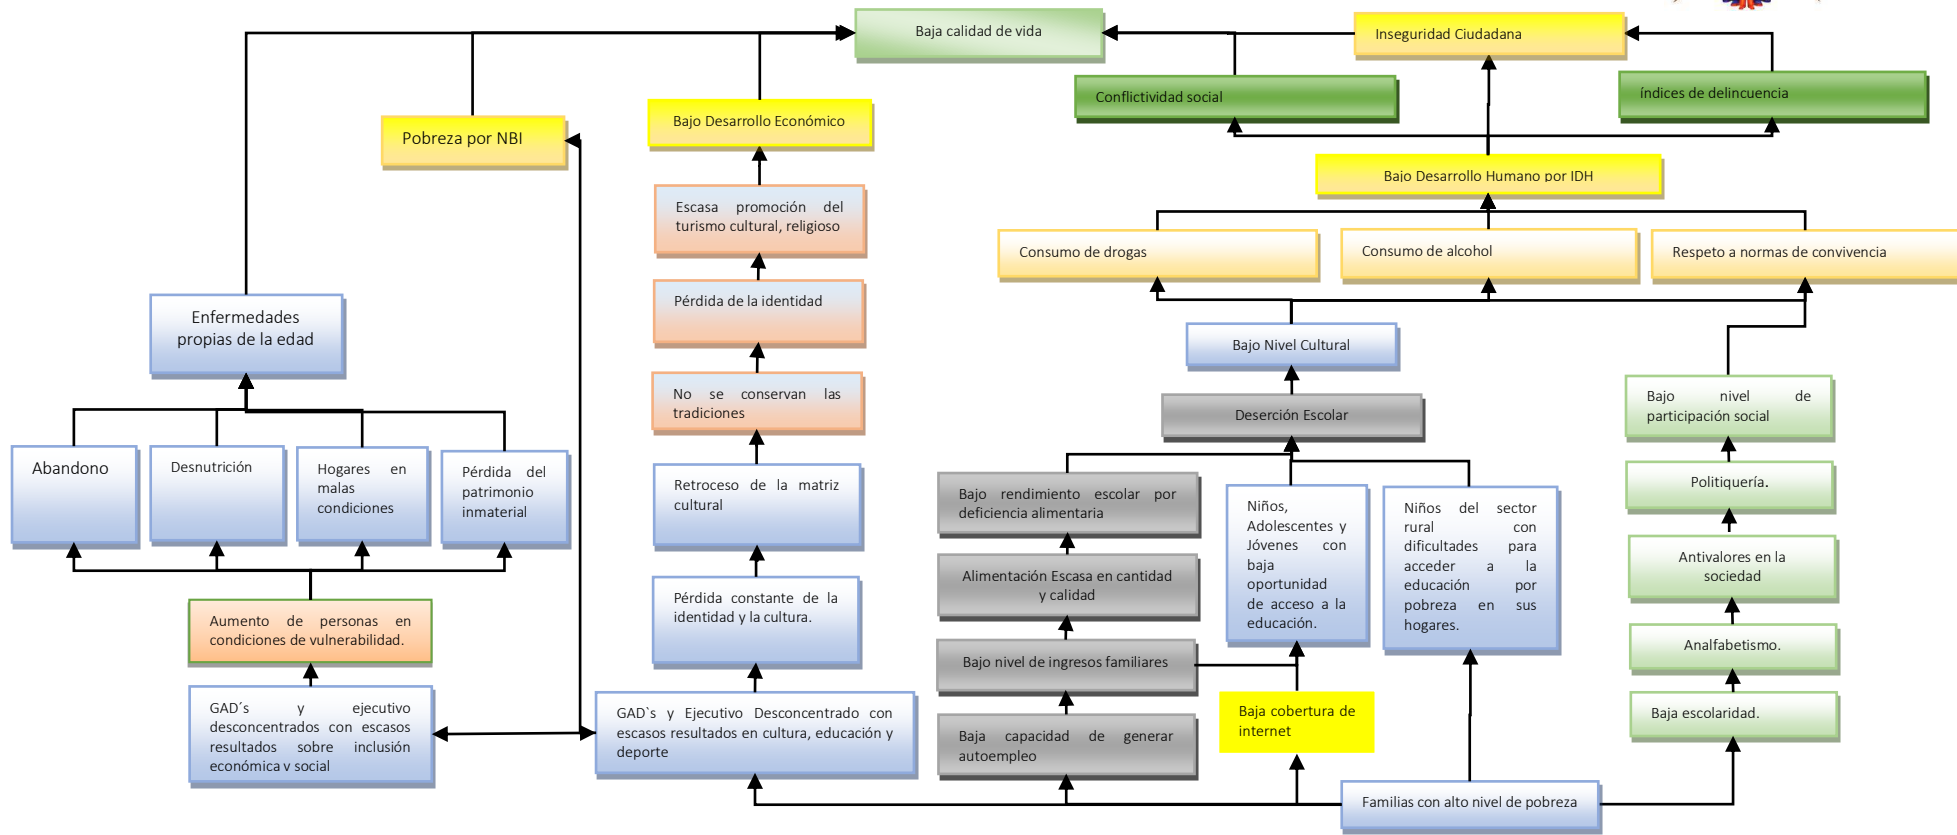 Baja calidad de vida
Inseguridad Ciudadana
Conflictividad social
índices de delincuencia
Pobreza por NBI
Bajo Desarrollo Económico
Bajo Desarrollo Humano por IDH
Escasa promoción del
turismo cultural, religioso
Consumo de drogas
Consumo de alcohol
Respeto a normas de convivencia
Enfermedades
propias de la edad
Pérdida de la identidad
Bajo Nivel Cultural
No se conservan las
tradiciones
Deserción Escolar
Bajo nivel de
participación social
Abandono
Desnutrición
Hogares en
malas
condiciones
Pérdida del
patrimonio
inmaterial
Retroceso de la matriz
cultural
Bajo rendimiento escolar por
deficiencia alimentaria
Niños,
Adolescentes y
Jóvenes con
baja
oportunidad
de acceso a la
educación.
Niños del sector
rural con
dificultades para
acceder a la
educación por
pobreza en sus
hogares.
Politiquería.
Alimentación Escasa en cantidad
y calidad
Antivalores en la
sociedad
Aumento de personas en
condiciones de vulnerabilidad.
Pérdida constante de la
identidad y la cultura.
Bajo nivel de ingresos familiares
Analfabetismo.
GAD´s y ejecutivo
desconcentrados con escasos
resultados sobre inclusión
económica y social
GAD`s y Ejecutivo Desconcentrado con
escasos resultados en cultura, educación y
deporte
Baja capacidad de generar
autoempleo
Baja cobertura de
internet
Baja escolaridad.
Familias con alto nivel de pobreza